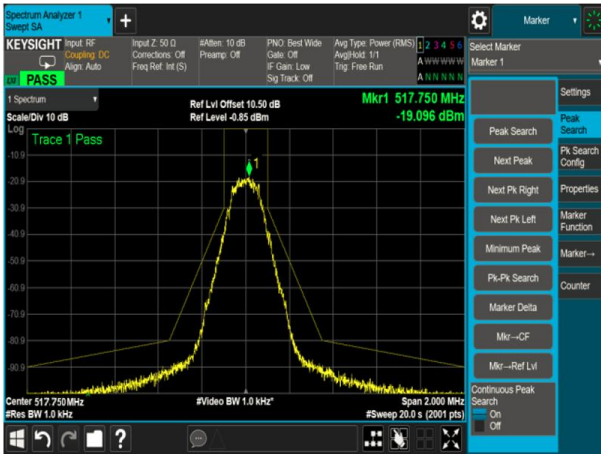 Spectrum Analyzer 1
Swept SA
+
Marker
KEYSIGHT
Input: RF
Coupling: DC
Align: Auto
Input Z: 50 Ω
Corrections: Off
Freq Ref: Int (S)
#Atten: 10 dB
Preamp: Off
PNO: Best Wide
Gate: Off
IF Gain: Low
Sig Track: Off
Avg Type: Power (RMS)
Avg|Hold: 1/1
Trig: Free Run
1 2 3 4 5 6
A W W W W W
A N N N N N
Select Marker
Marker 1
PASS
1 Spectrum
Scale/Div 10 dB
Ref Lvl Offset 10.50 dB
Ref Level -0.85 dBm
Mkr1 517.750 MHz
-19.096 dBm
Log
Trace 1 Pass
1
-10.9
-20.9
-30.9
-40.9
-50.9
-60.9
-70.9
-80.9
-90.9
Center 517.750MHz
#Res BW 1.0 kHz
#Video BW 1.0 kHz*
Span 2.000 MHz
#Sweep 20.0 s (2001 pts)
Peak Search
Next Peak
Next Pk Right
Next Pk Left
Minimum Peak
Pk-Pk Search
Marker Delta
Mkr→CF
Mkr→Ref Lvl
Continuous Peak
Search
On
Off
Settings
Peak
Search
Pk Search
Config
Properties
Marker
Function
Marker→
Counter
?